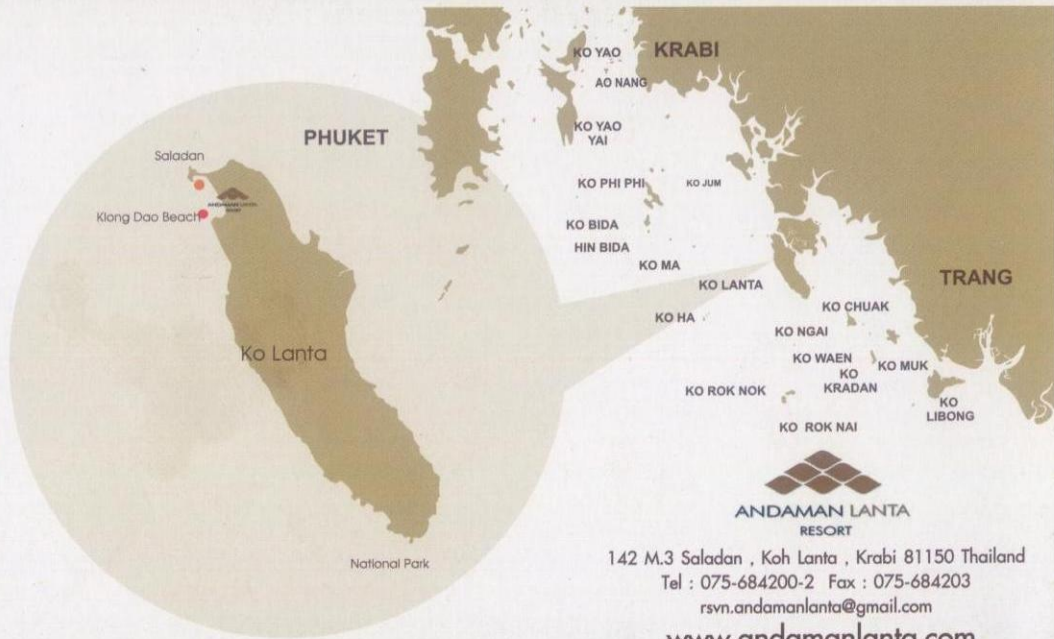 KRABI
KO YAO
AO NANG
PHUKET
KO YAO
YAI
Saladan
KO PHI PHI
KO JUM
ANDAMAN LANTA
RESORT
Klong Dao Beach
KO BIDA
HIN BIDA
KO MA
KO LANTA
TRANG
KO CHUAK
KO HA
KO NGAI
Ko Lanta
KO WAEN
KO MUK
KO
KRADAN
KO ROK NOK
KO
LIBONG
KO ROK NAI
National Park
ANDAMAN LANTA
RESORT
142 M.3 Saladan , Koh Lanta , Krabi 81150 Thailand
Tel : 075-684200-2 Fax : 075-684203
rsvn.andamanlanta@gmail.com
www.andamanlanta.com